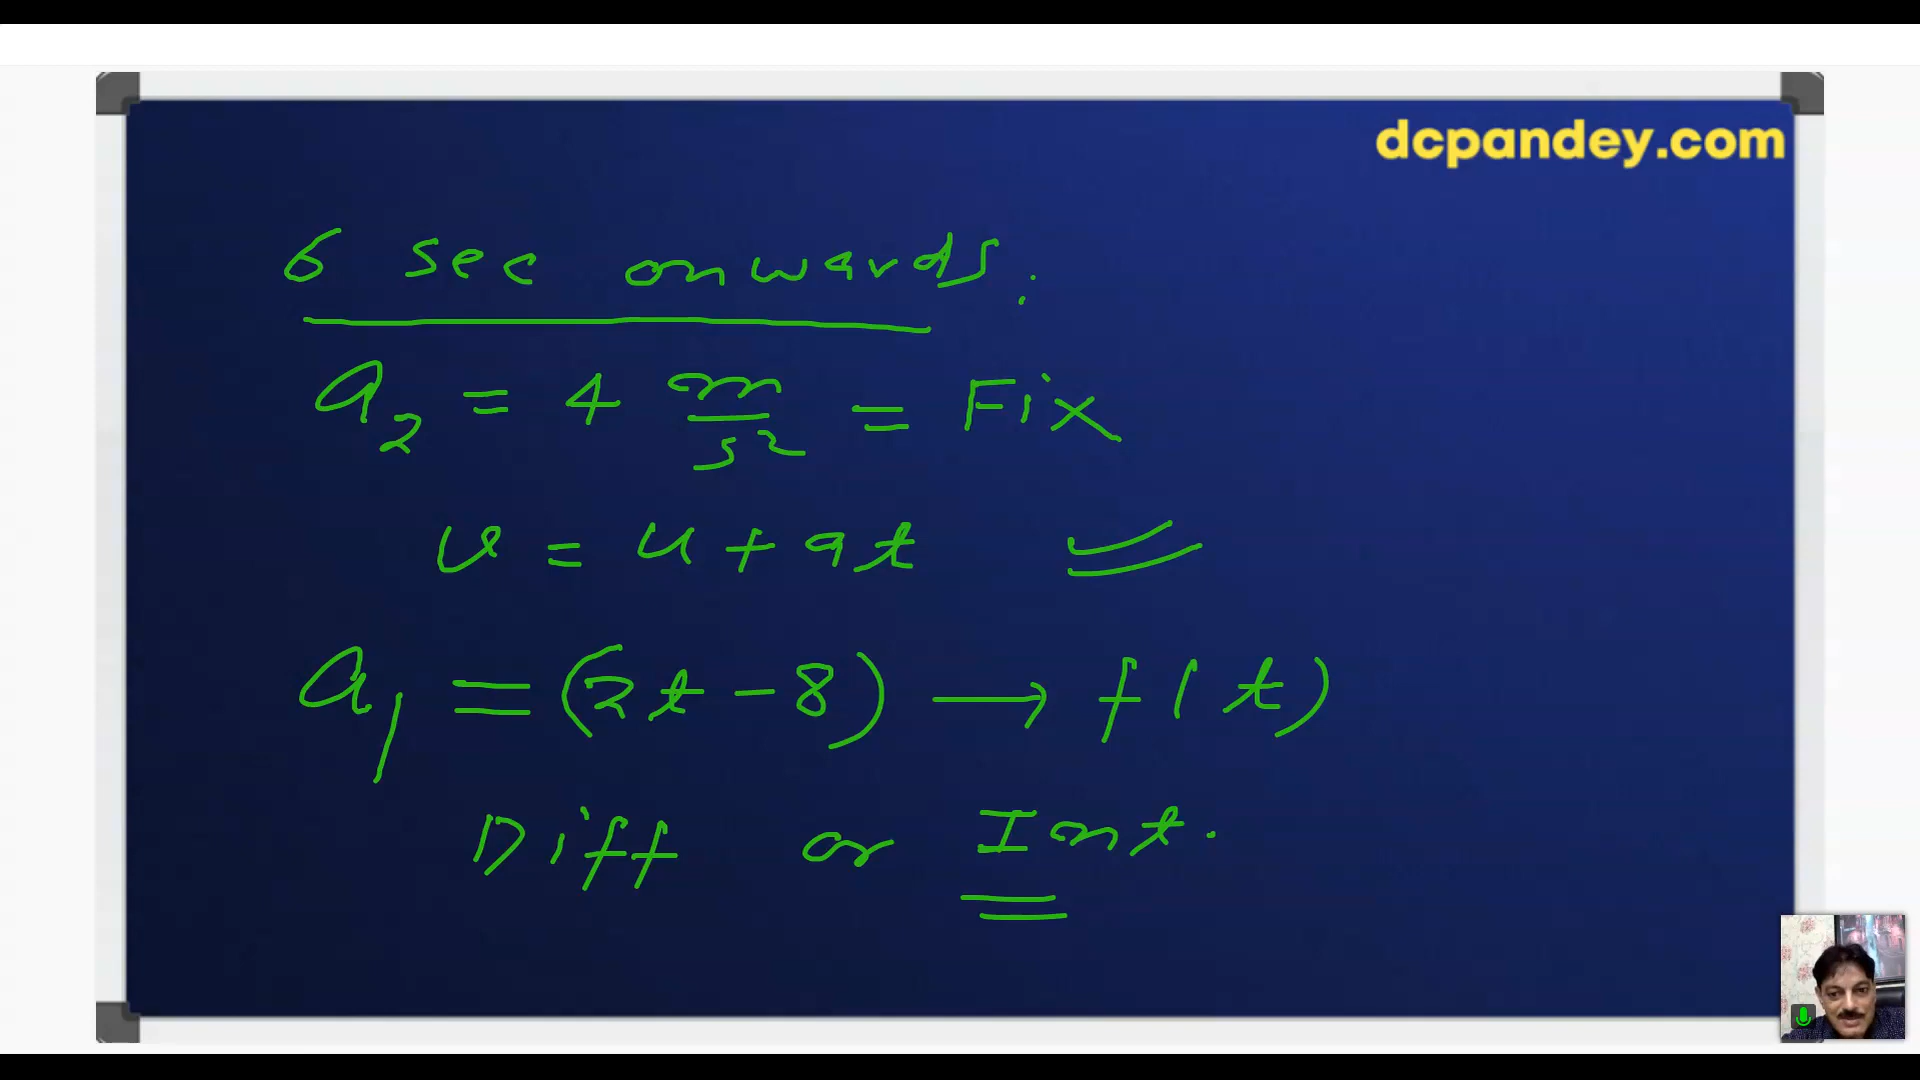 dcpandey.com
6 sec onwards:
a₂ = 4 m/s² = Fix
v = u + at
a₁ = (2t - 8) → f(t)
Diff or Int.